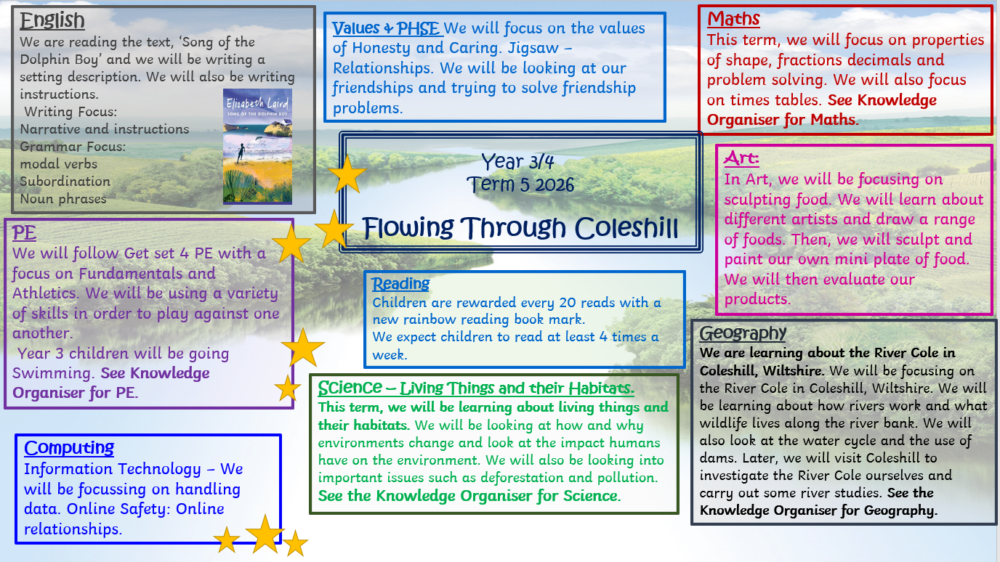 English
We are reading the text, ‘Song of the
Dolphin Boy’ and we will be writing a
setting description. We will also be writing
instructions.
Writing Focus:
Narrative and instructions
Grammar Focus:
modal verbs
Subordination
Noun phrases
Elizabeth Laird
SONG OF THE DOLPHIN BOY
Values & PHSE We will focus on the values
of Honesty and Caring. Jigsaw –
Relationships. We will be looking at our
friendships and trying to solve friendship
problems.
Maths
This term, we will focus on properties
of shape, fractions decimals and
problem solving. We will also focus
on times tables. See Knowledge
Organiser for Maths.
Year 3/4
Term 5 2026
Flowing Through Coleshill
Art:
In Art, we will be focusing on
sculpting food. We will learn about
different artists and draw a range
of foods. Then, we will sculpt and
paint our own mini plate of food.
We will then evaluate our
products.
PE
We will follow Get set 4 PE with a
focus on Fundamentals and
Athletics. We will be using a variety
of skills in order to play against one
another.
Year 3 children will be going
Swimming. See Knowledge
Organiser for PE.
Reading
Children are rewarded every 20 reads with a
new rainbow reading book mark.
We expect children to read at least 4 times a
week.
Geography
We are learning about the River Cole in
Coleshill, Wiltshire. We will be focusing on
the River Cole in Coleshill, Wiltshire. We will
be learning about how rivers work and what
wildlife lives along the river bank. We will
also look at the water cycle and the use of
dams. Later, we will visit Coleshill to
investigate the River Cole ourselves and
carry out some river studies. See the
Knowledge Organiser for Geography.
Science – Living Things and their Habitats.
This term, we will be learning about living things and
their habitats. We will be looking at how and why
environments change and look at the impact humans
have on the environment. We will also be looking into
important issues such as deforestation and pollution.
See the Knowledge Organiser for Science.
Computing
Information Technology – We
will be focussing on handling
data. Online Safety: Online
relationships.